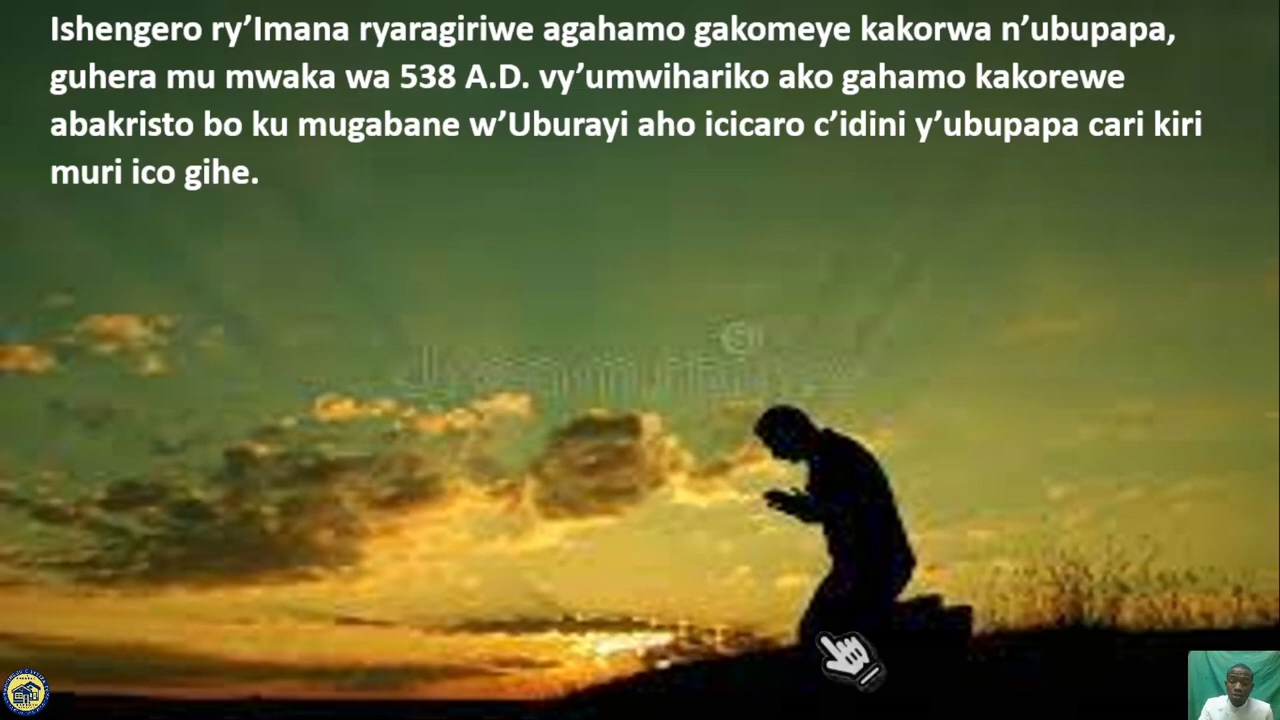 Ishengero ry’Imana ryaragiriwe agahamo gakomeye kakorwa n’ubupapa,
guhera mu mwaka wa 538 A.D. vy’umwihariko ako gahamo kakorewe
abakristo bo ku mugabane w’Uburayi aho icicaro c’idini y’ubupapa cari kiri
muri ico gihe.